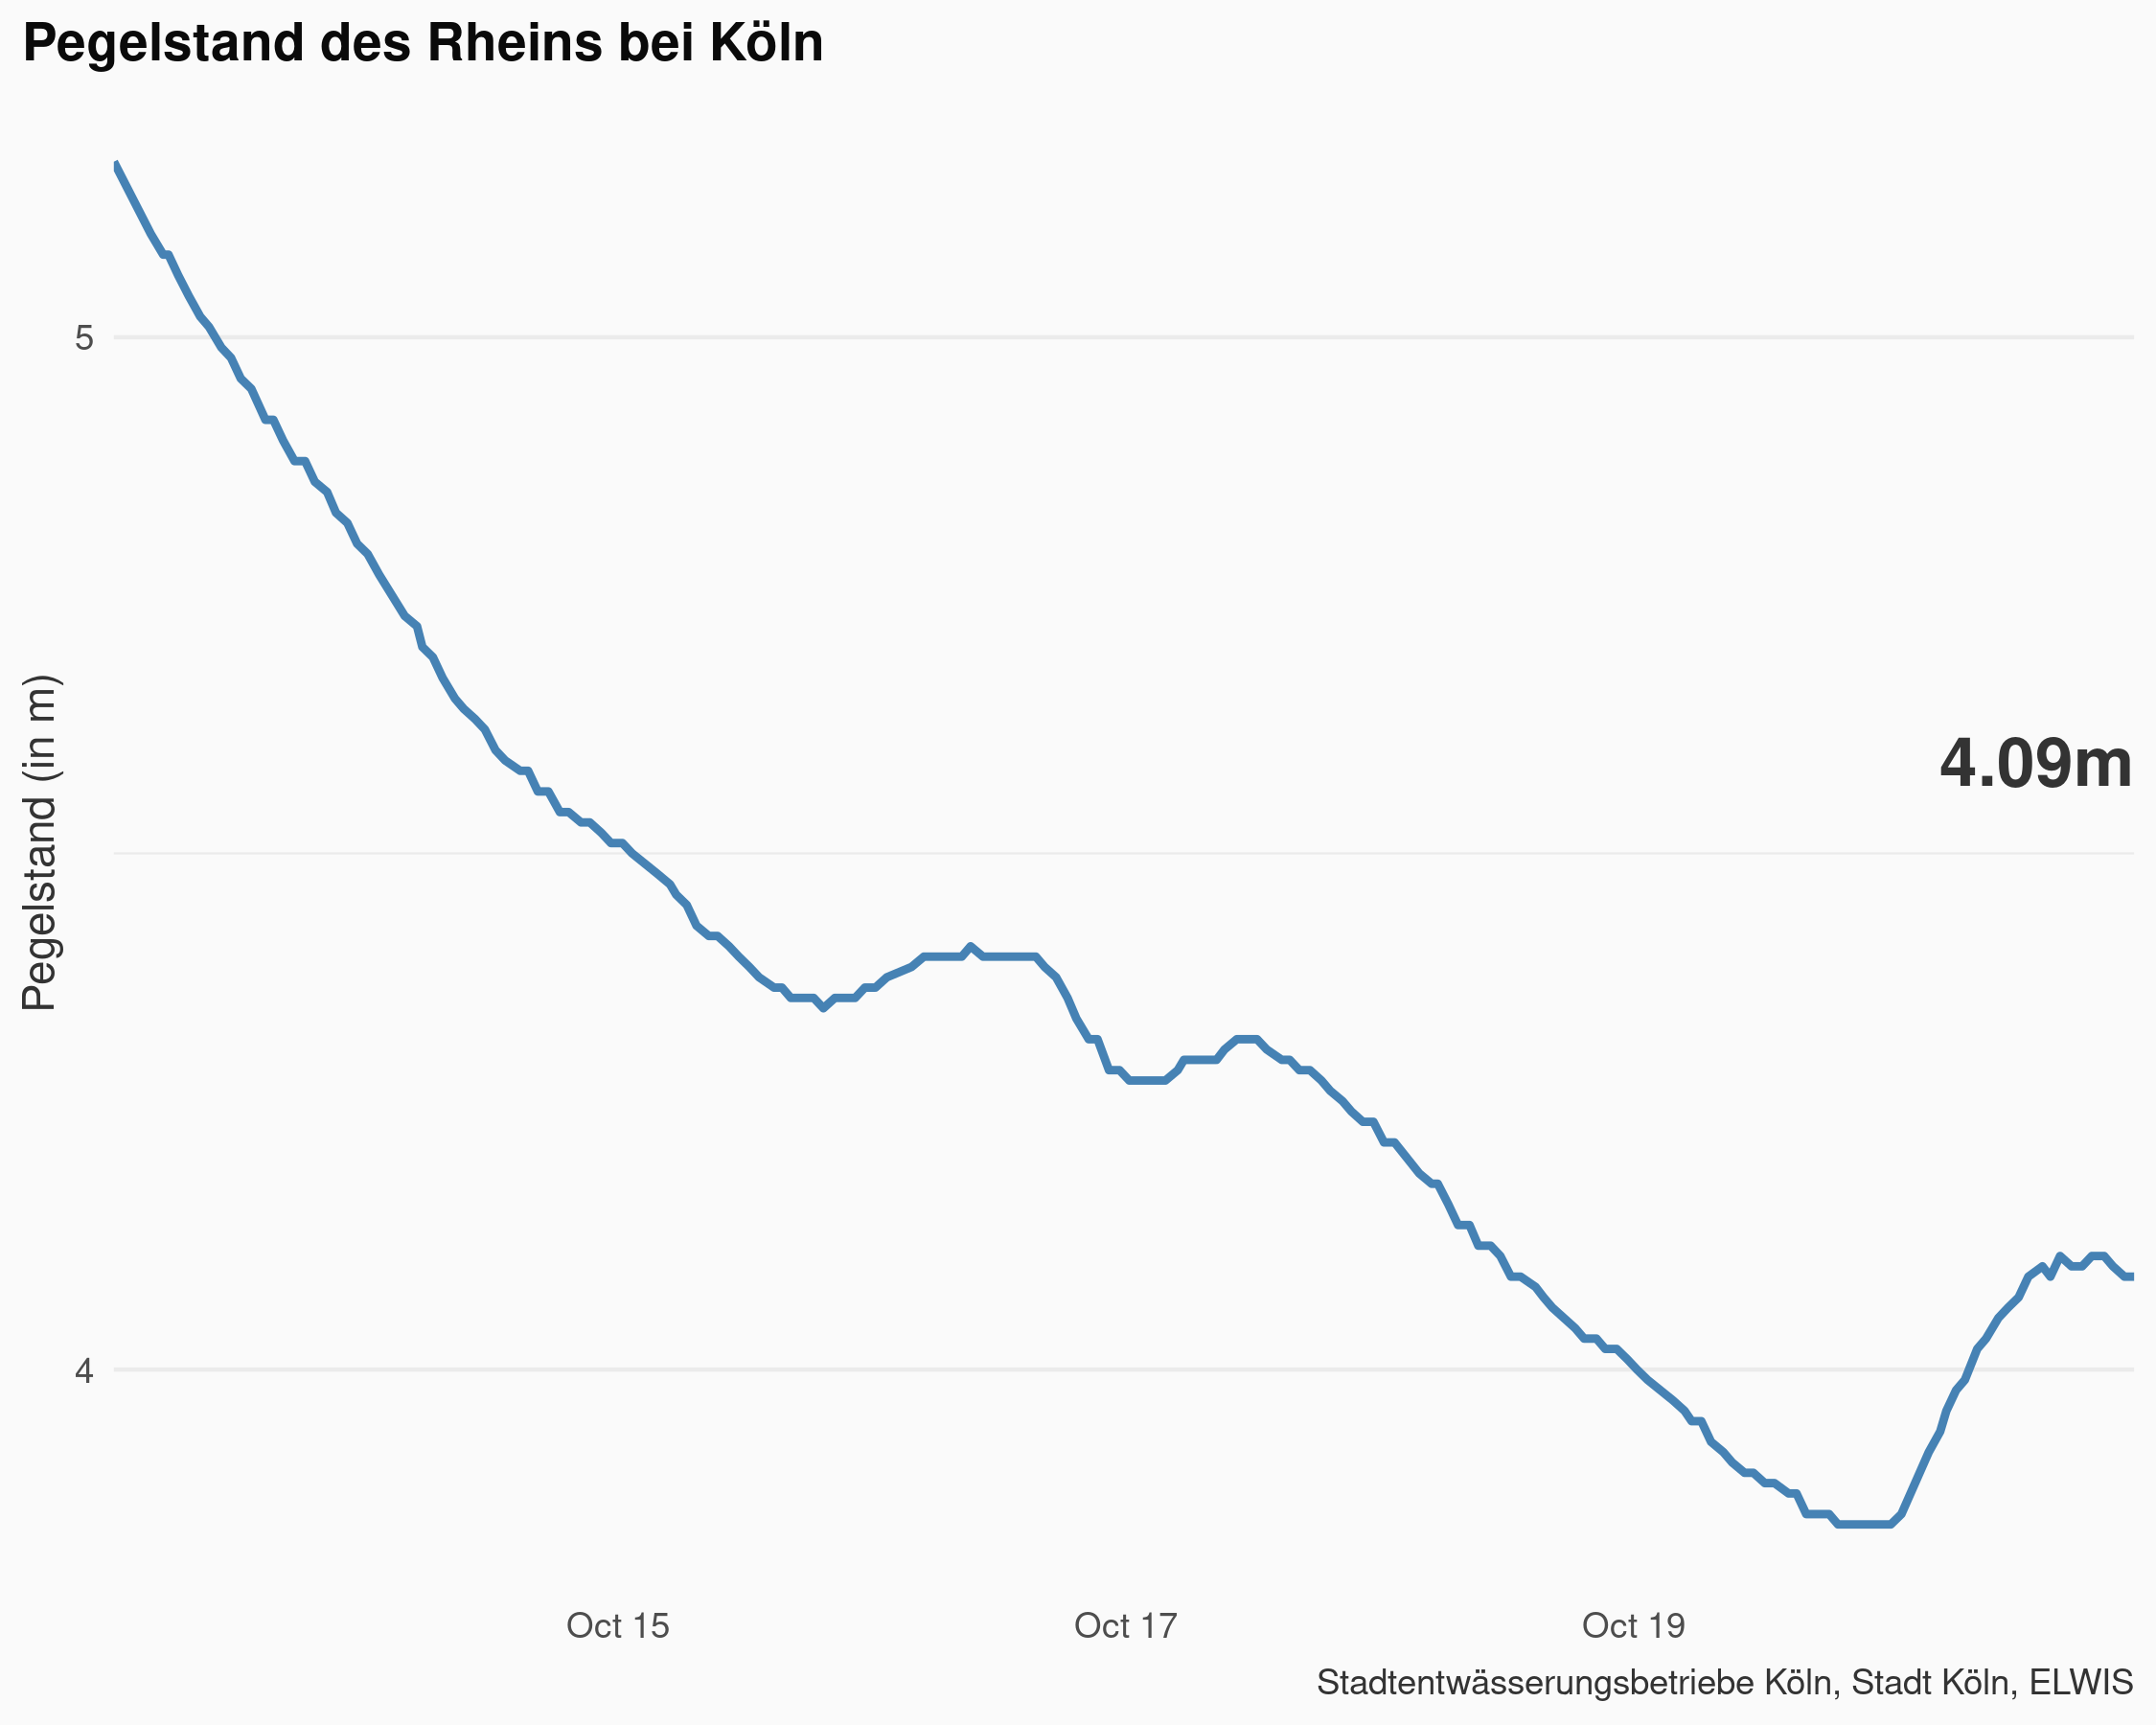 Pegelstand des Rheins bei Köln
Pegelstand (in m)
5
4.09m
4
Oct 15
Oct 17
Oct 19
Stadtentwässerungsbetriebe Köln, Stadt Köln, ELWIS